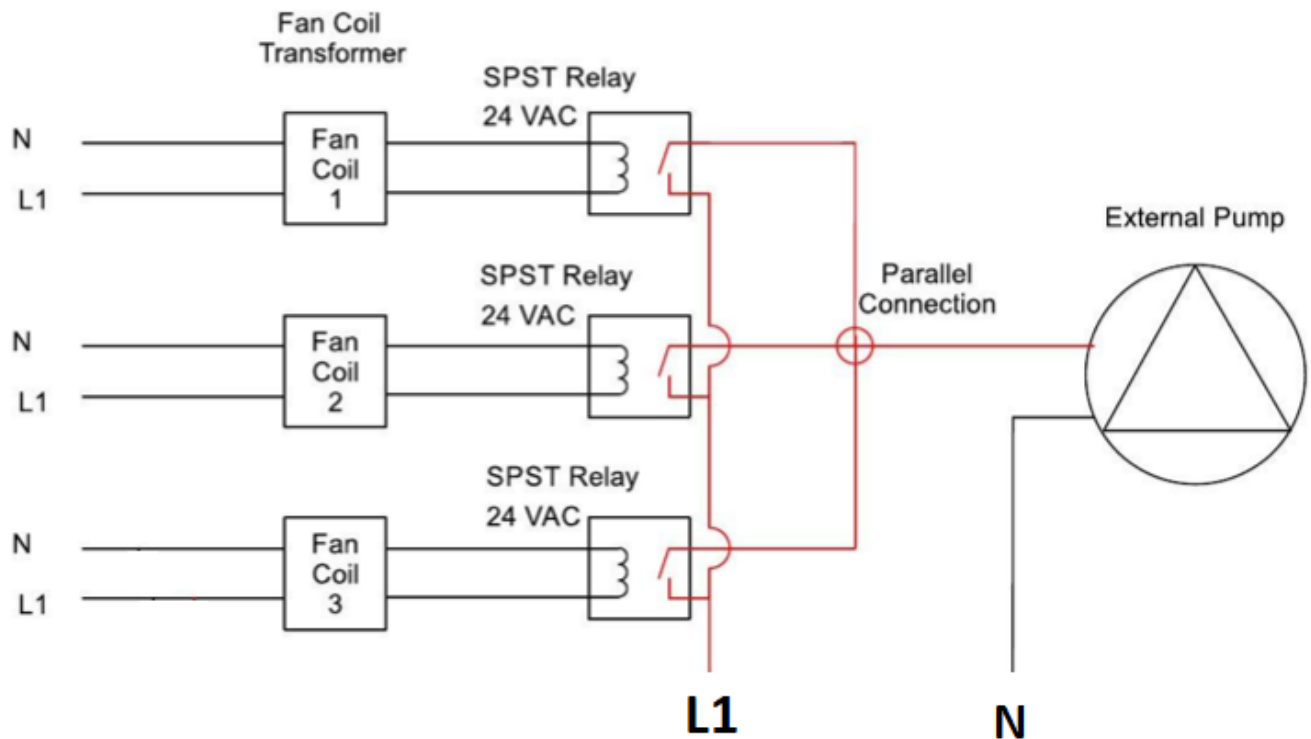 Fan Coil
Transformer
SPST Relay
24 VAC
N
L1
Fan
Coil
1
External Pump
SPST Relay
24 VAC
Parallel
Connection
N
L1
Fan
Coil
2
SPST Relay
24 VAC
N
L1
Fan
Coil
3
L1
N